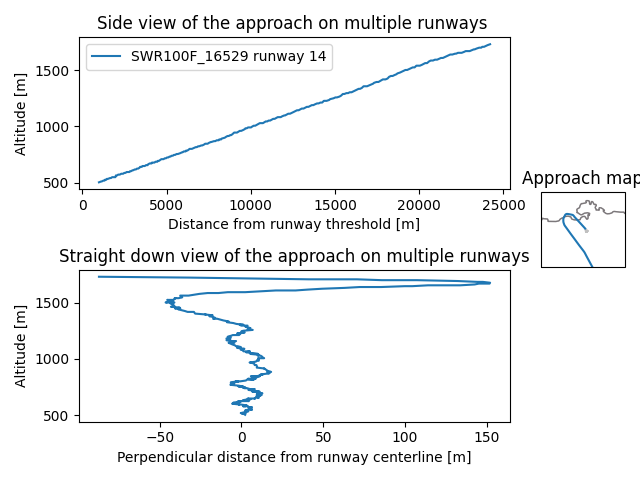 Side view of the approach on multiple runways
SWR100F_16529 runway 14
Altitude [m]
1500
1000
500
0 5000 10000 15000 20000 25000
Distance from runway threshold [m]
Approach map
Straight down view of the approach on multiple runways
Altitude [m]
1500
1000
500
−50 0 50 100 150
Perpendicular distance from runway centerline [m]